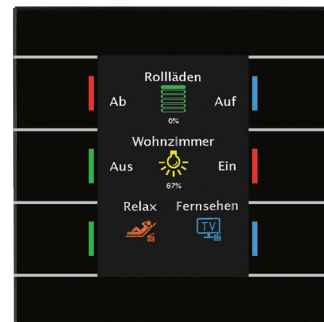 Rollläden
Ab Auf
0%
Wohnzimmer
Aus Ein
67%
Relax Fernsehen
TV